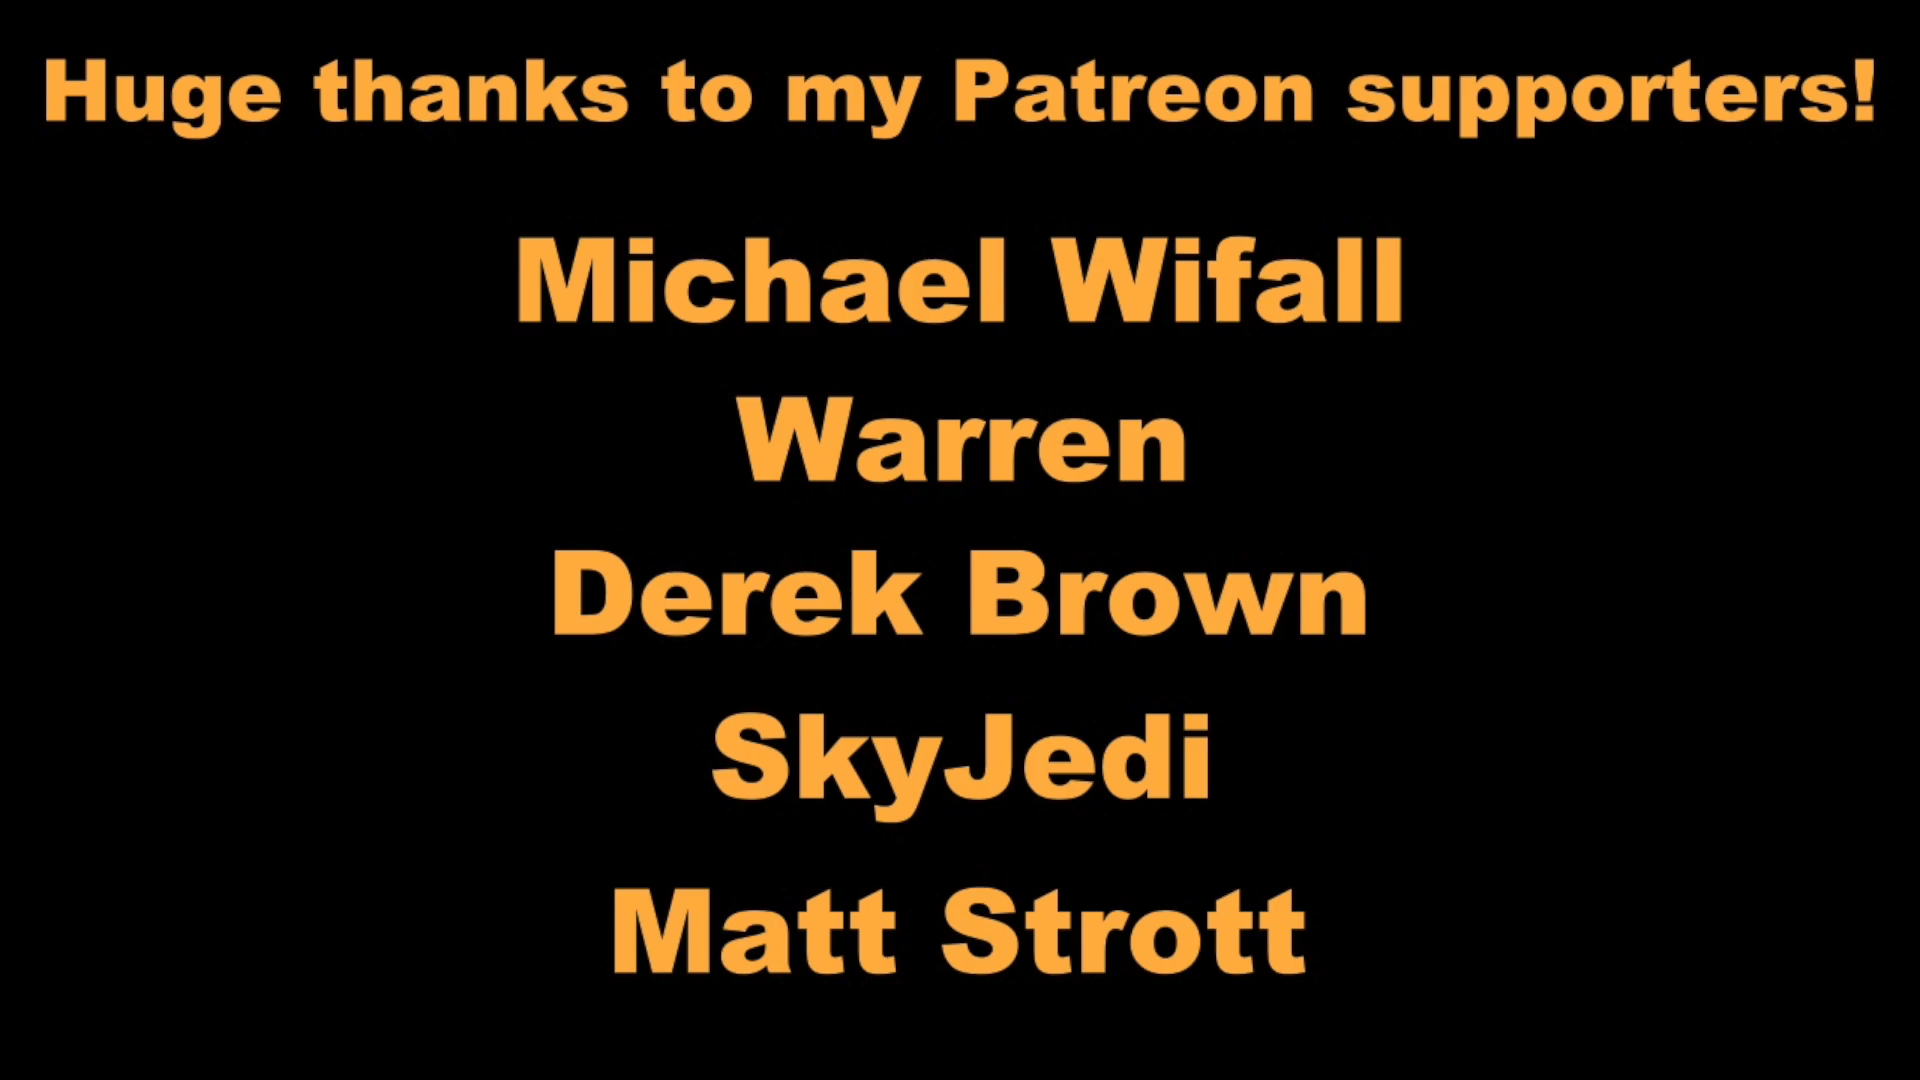 Huge thanks to my Patreon supporters!
Michael Wifall
Warren
Derek Brown
SkyJedi
Matt Strott